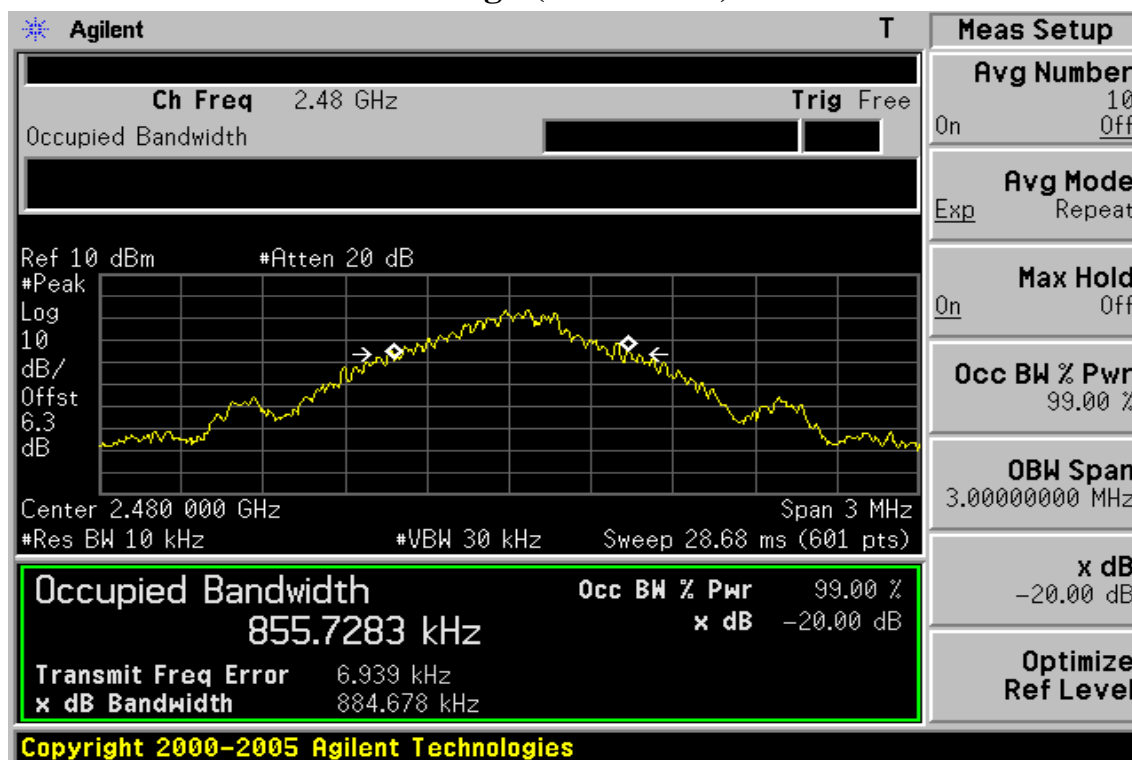 Agilent T
Meas Setup
Ch Freq 2.48 GHz Trig Free
Occupied Bandwidth
Ref 10 dBm #Atten 20 dB
#Peak
Log
10
dB/
Offst
6.3
dB
Center 2.480 000 GHz Span 3 MHz
#Res BW 10 kHz #VBW 30 kHz Sweep 28.68 ms (601 pts)
Occupied Bandwidth Occ BW % Pwr 99.00 %
855.7283 kHz x dB -20.00 dB
Transmit Freq Error 6.939 kHz
x dB Bandwidth 884.678 kHz
Avg Number
10
On Off
Avg Mode
Exp Repeat
Max Hold
On Off
Occ BW % Pwr
99.00 %
OBW Span
3.00000000 MHz
x dB
-20.00 dB
Optimize
Ref Level
Copyright 2000-2005 Agilent Technologies